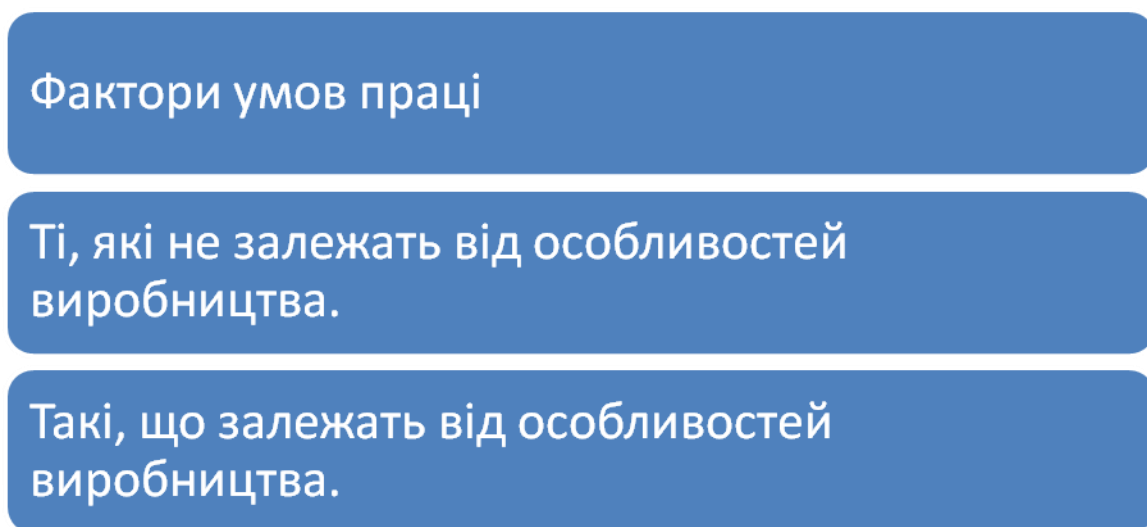 Фактори умов праці
Ті, які не залежать від особливостей
виробництва.
Такі, що залежать від особливостей
виробництва.